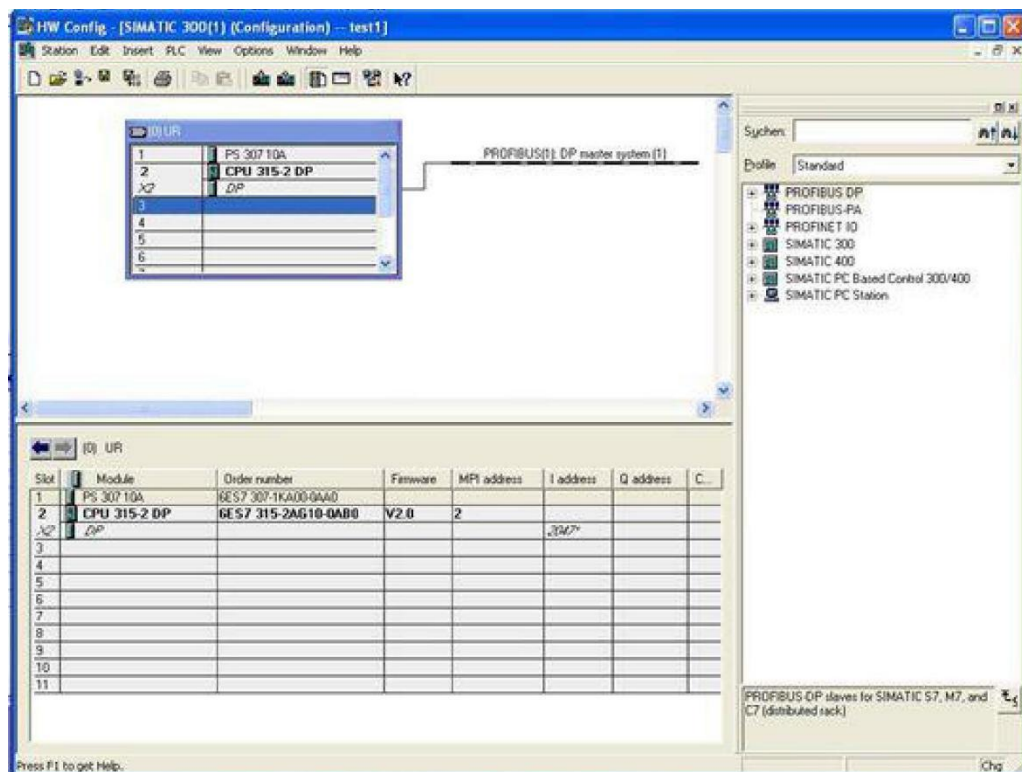 HW Config - [SIMATIC 300(1) (Configuration) -- test1]
Station Edit Insert PLC View Options Window Help
(0) UR
1 PS 307 10A
2 CPU 315-2 DP
X2 DP
3
4
5
6
PROFIBUS(1): DP master system (1)
Suchen:
Profile Standard
PROFIBUS DP
PROFIBUS-PA
PROFINET IO
SIMATIC 300
SIMATIC 400
SIMATIC PC Based Control 300/400
SIMATIC PC Station
(0) UR
Slot Module Order number Firmware MPI address I address Q address C...
1 PS 307 10A 6ES7 307-1KA00-0AA0
2 CPU 315-2 DP 6ES7 315-2AG10-0AB0 V2.0 2
X2 DP 2047*
3
4
5
6
7
8
9
10
11
PROFIBUS-DP slaves for SIMATIC S7, M7, and
C7 (distributed rack)
Press F1 to get Help.
Chg